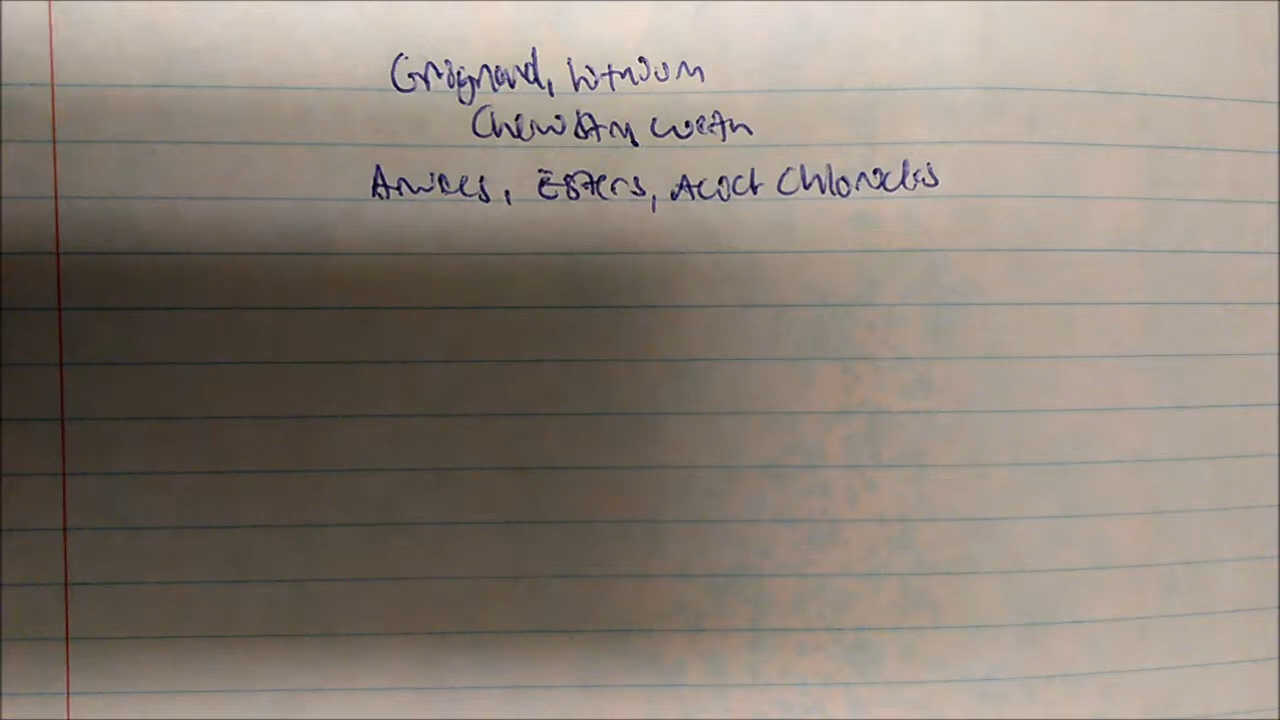 Grignard, Lithium
Chemistry with
Amides, Esters, Acid Chlorides